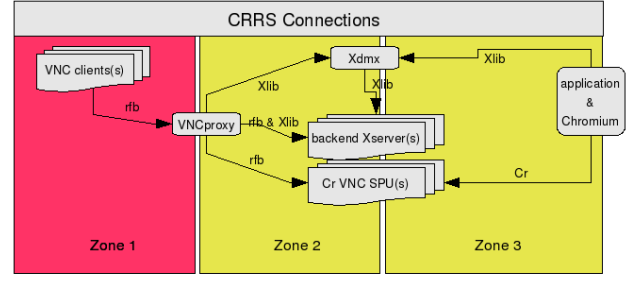 CRRS Connections
VNC clients(s)
rfb
VNCproxy
Xlib
rfb & Xlib
rfb
Xdmx
Xlib
Xlib
backend Xserver(s)
Cr VNC SPU(s)
Cr
application
&
Chromium
Zone 1
Zone 2
Zone 3